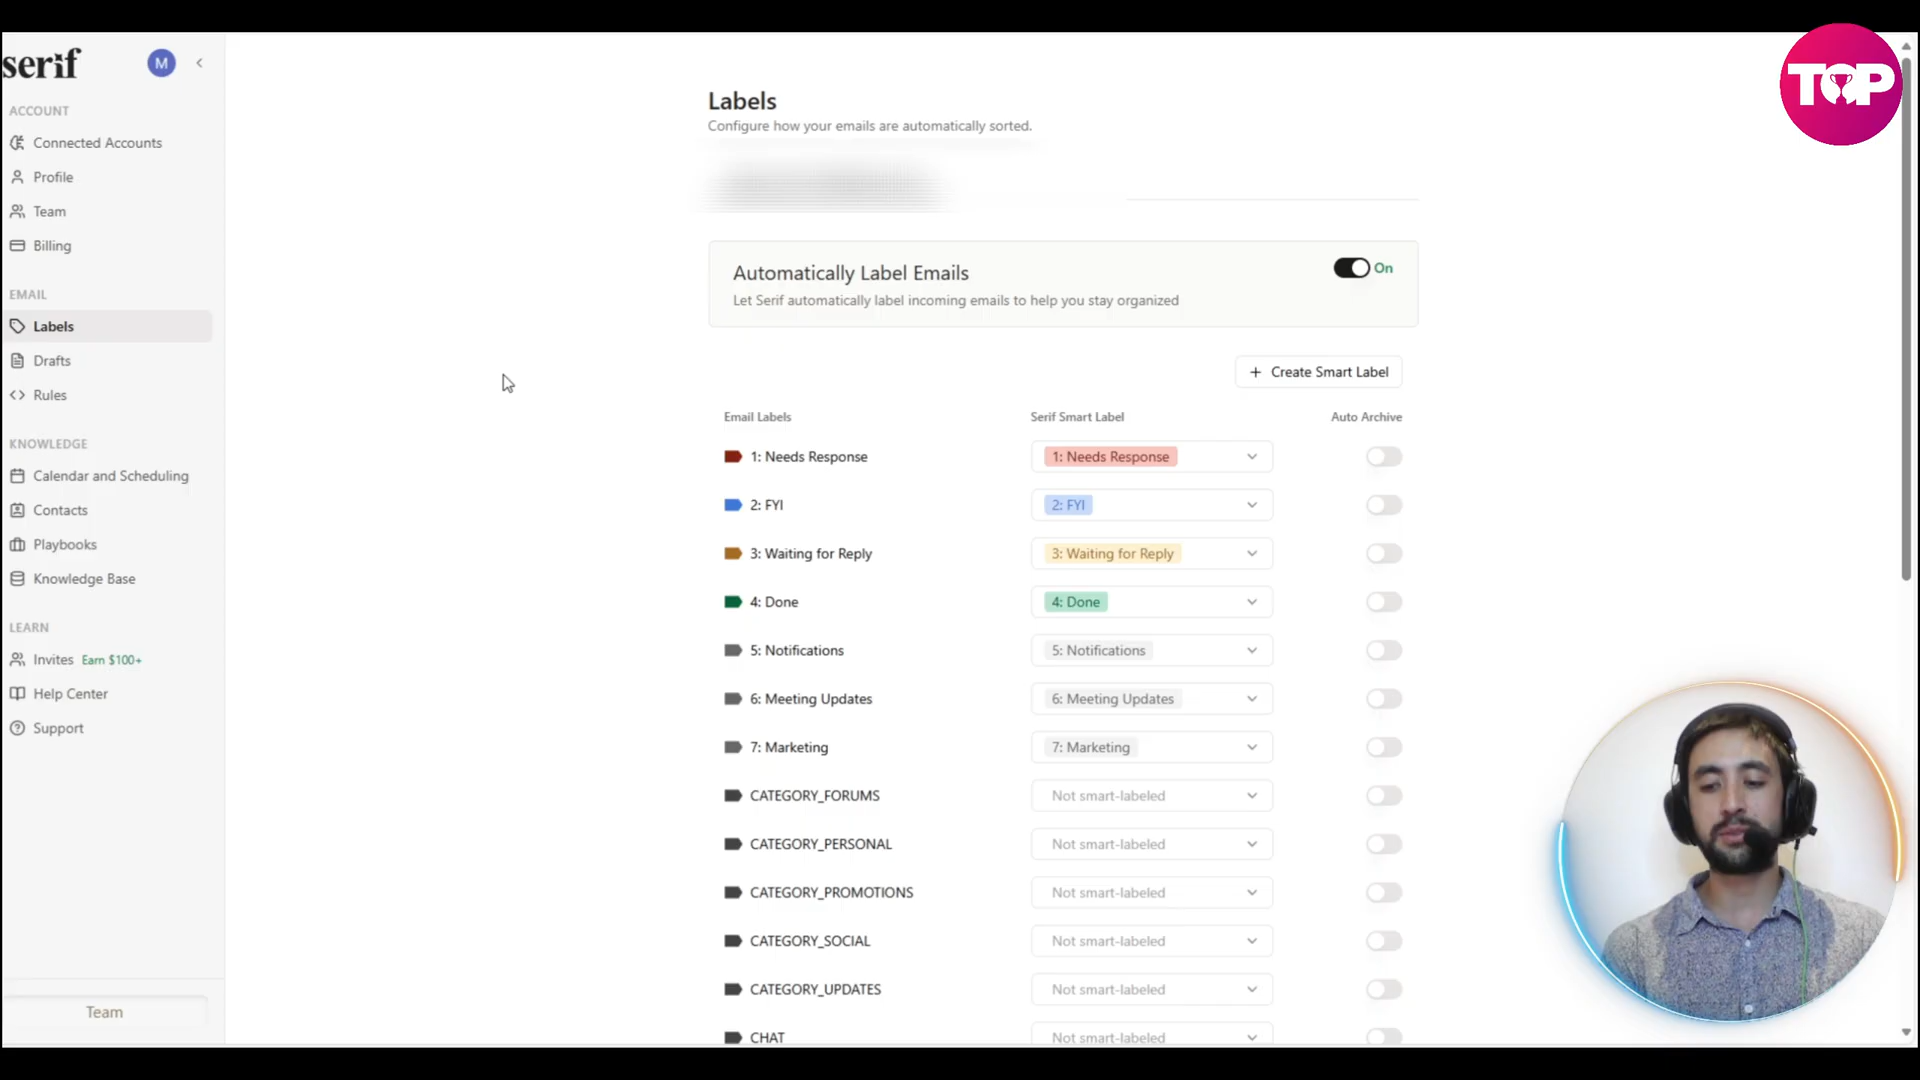 serif
M
ACCOUNT
Connected Accounts
Profile
Team
Billing
EMAIL
Labels
Drafts
Rules
KNOWLEDGE
Calendar and Scheduling
Contacts
Playbooks
Knowledge Base
LEARN
Invites Earn $100+
Help Center
Support
Team
TOP
Labels
Configure how your emails are automatically sorted.
Automatically Label Emails
On
Let Serif automatically label incoming emails to help you stay organized
+ Create Smart Label
Email Labels Serif Smart Label Auto Archive
1: Needs Response 1: Needs Response
2: FYI 2: FYI
3: Waiting for Reply 3: Waiting for Reply
4: Done 4: Done
5: Notifications 5: Notifications
6: Meeting Updates 6: Meeting Updates
7: Marketing 7: Marketing
CATEGORY_FORUMS Not smart-labeled
CATEGORY_PERSONAL Not smart-labeled
CATEGORY_PROMOTIONS Not smart-labeled
CATEGORY_SOCIAL Not smart-labeled
CATEGORY_UPDATES Not smart-labeled
CHAT Not smart-labeled